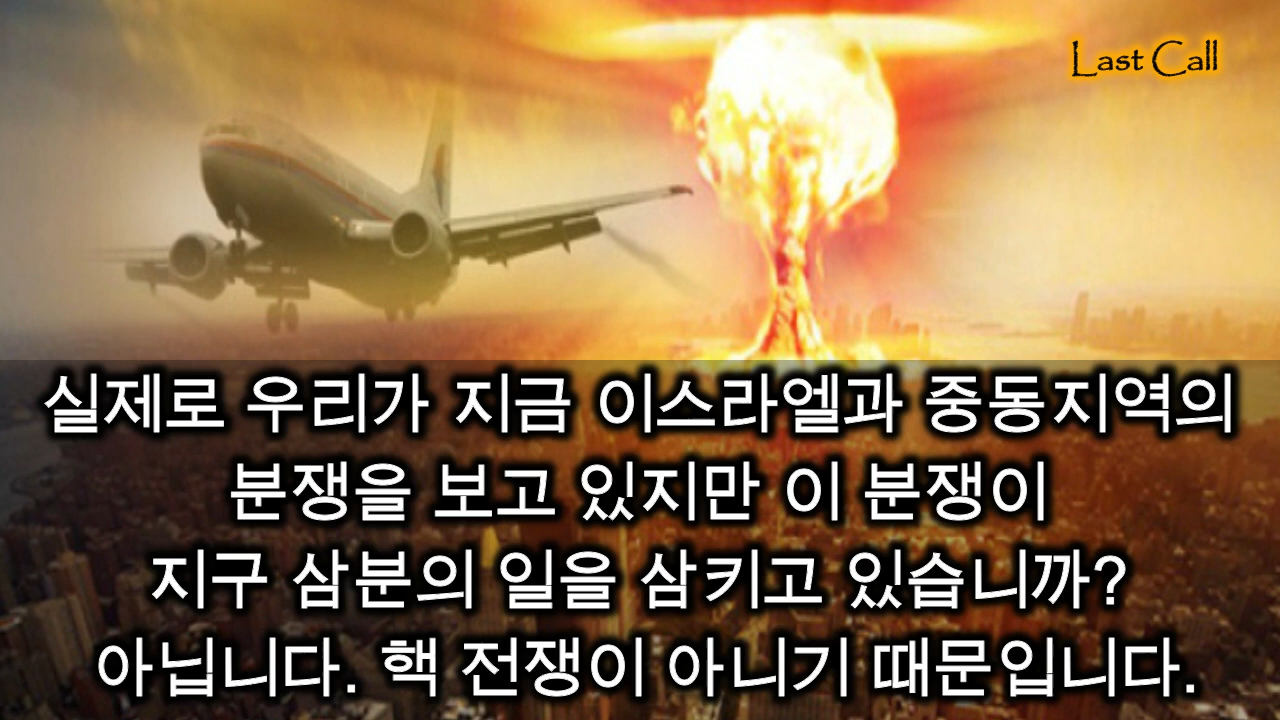 Last Call
실제로 우리가 지금 이스라엘과 중동지역의
분쟁을 보고 있지만 이 분쟁이
지구 삼분의 일을 삼키고 있습니까?
아닙니다. 핵 전쟁이 아니기 때문입니다.